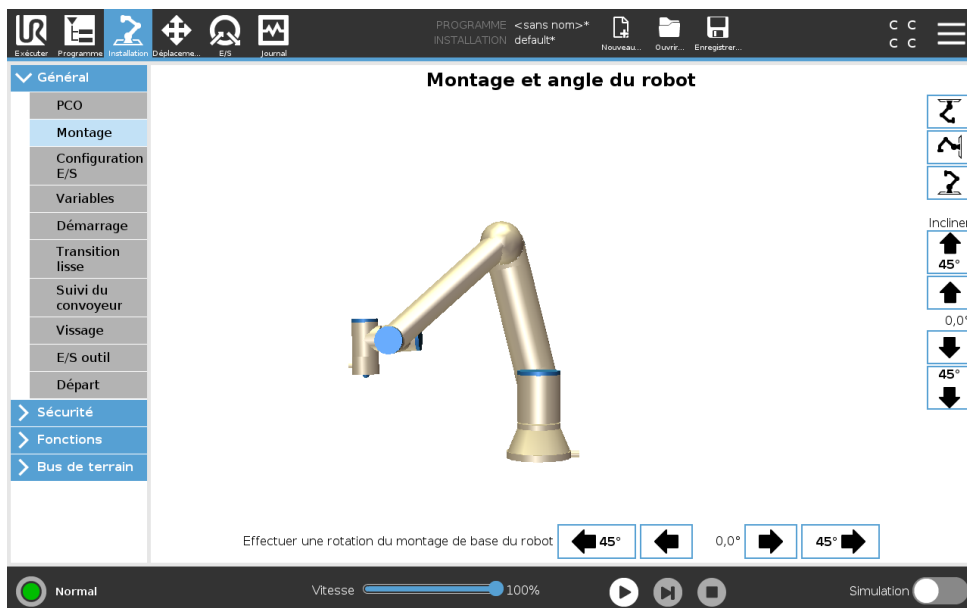 UR
Exécuter
Programme
Installation
Déplaceme...
E/S
Journal
PROGRAMME <sans nom>*
INSTALLATION default*
Nouveau...
Ouvrir...
Enregistrer...
C C
C C
Général
PCO
Montage
Configuration
E/S
Variables
Démarrage
Transition
lisse
Suivi du
convoyeur
Vissage
E/S outil
Départ
Sécurité
Fonctions
Bus de terrain
Montage et angle du robot
Incliner
45°
0,0°
45°
Effectuer une rotation du montage de base du robot 45° 0,0° 45°
Normal
Vitesse 100%
Simulation